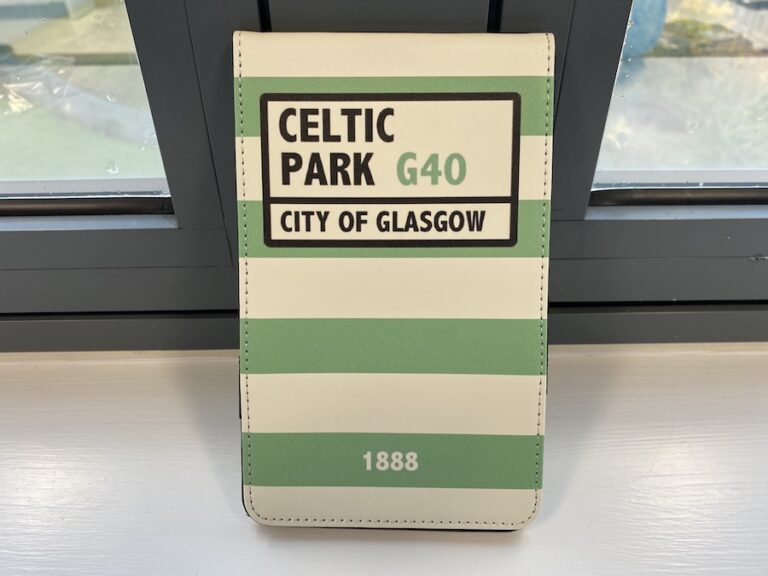 CELTIC
PARK G40
CITY OF GLASGOW
1888